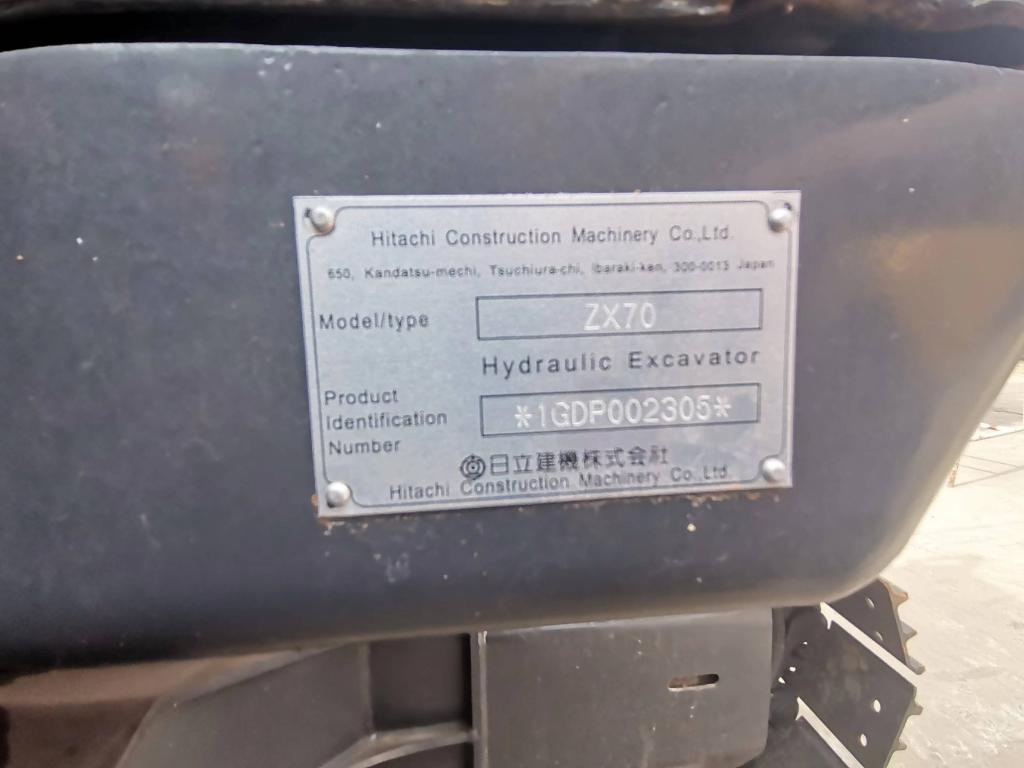 Hitachi Construction Machinery Co.,Ltd.
650, Kandatsu-mechi, Tsuchiura-chi, Ibaraki-ken, 300-0013 Japan
Model/type ZX70
Hydraulic Excavator
Product
Identification
Number
*1GDP002305*
日立建機株式会社
Hitachi Construction Machinery Co.,Ltd.